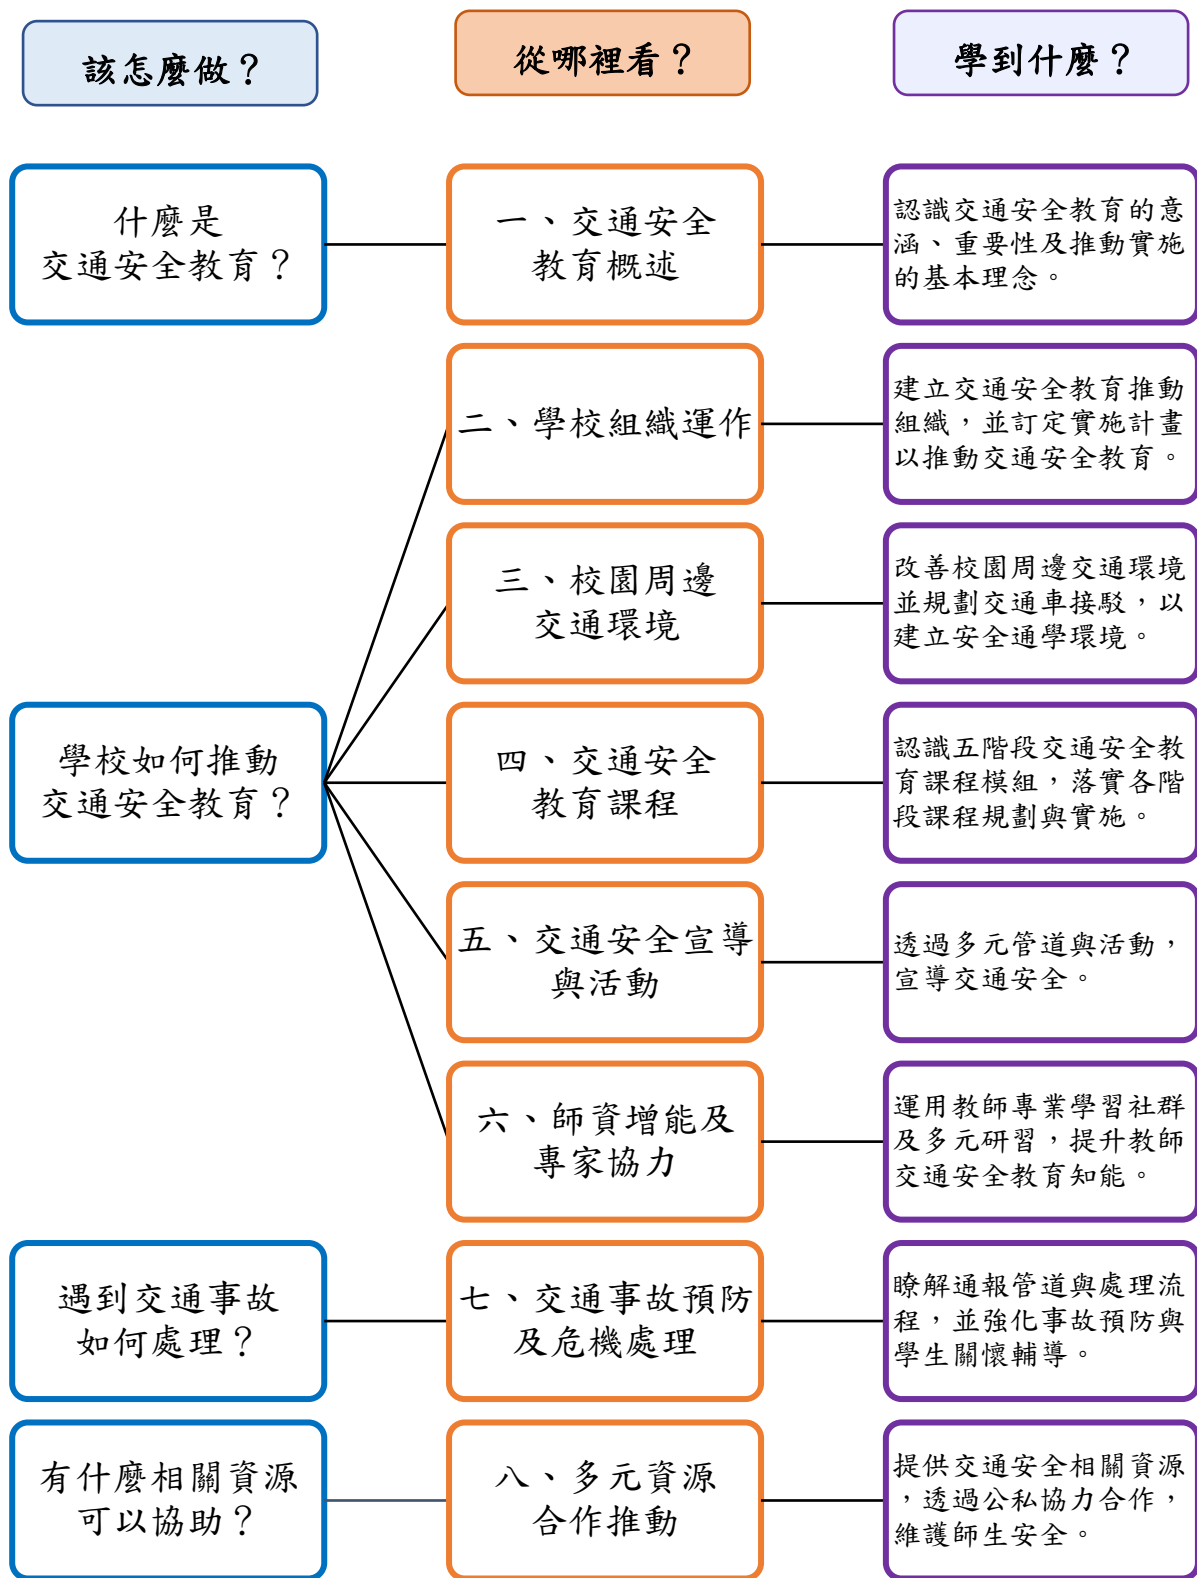 該怎麼做？
從哪裡看？
學到什麼？
什麼是
交通安全教育？
一、交通安全
教育概述
認識交通安全教育的意
涵、重要性及推動實施
的基本理念。
二、學校組織運作
建立交通安全教育推動
組織，並訂定實施計畫
以推動交通安全教育。
三、校園周邊
交通環境
改善校園周邊交通環境
並規劃交通車接駁，以
建立安全通學環境。
學校如何推動
交通安全教育？
四、交通安全
教育課程
認識五階段交通安全教
育課程模組，落實各階
段課程規劃與實施。
五、交通安全宣導
與活動
透過多元管道與活動，
宣導交通安全。
六、師資增能及
專家協力
運用教師專業學習社群
及多元研習，提升教師
交通安全教育知能。
遇到交通事故
如何處理？
七、交通事故預防
及危機處理
瞭解通報管道與處理流
程，並強化事故預防與
學生關懷輔導。
有什麼相關資源
可以協助？
八、多元資源
合作推動
提供交通安全相關資源
，透過公私協力合作，
維護師生安全。